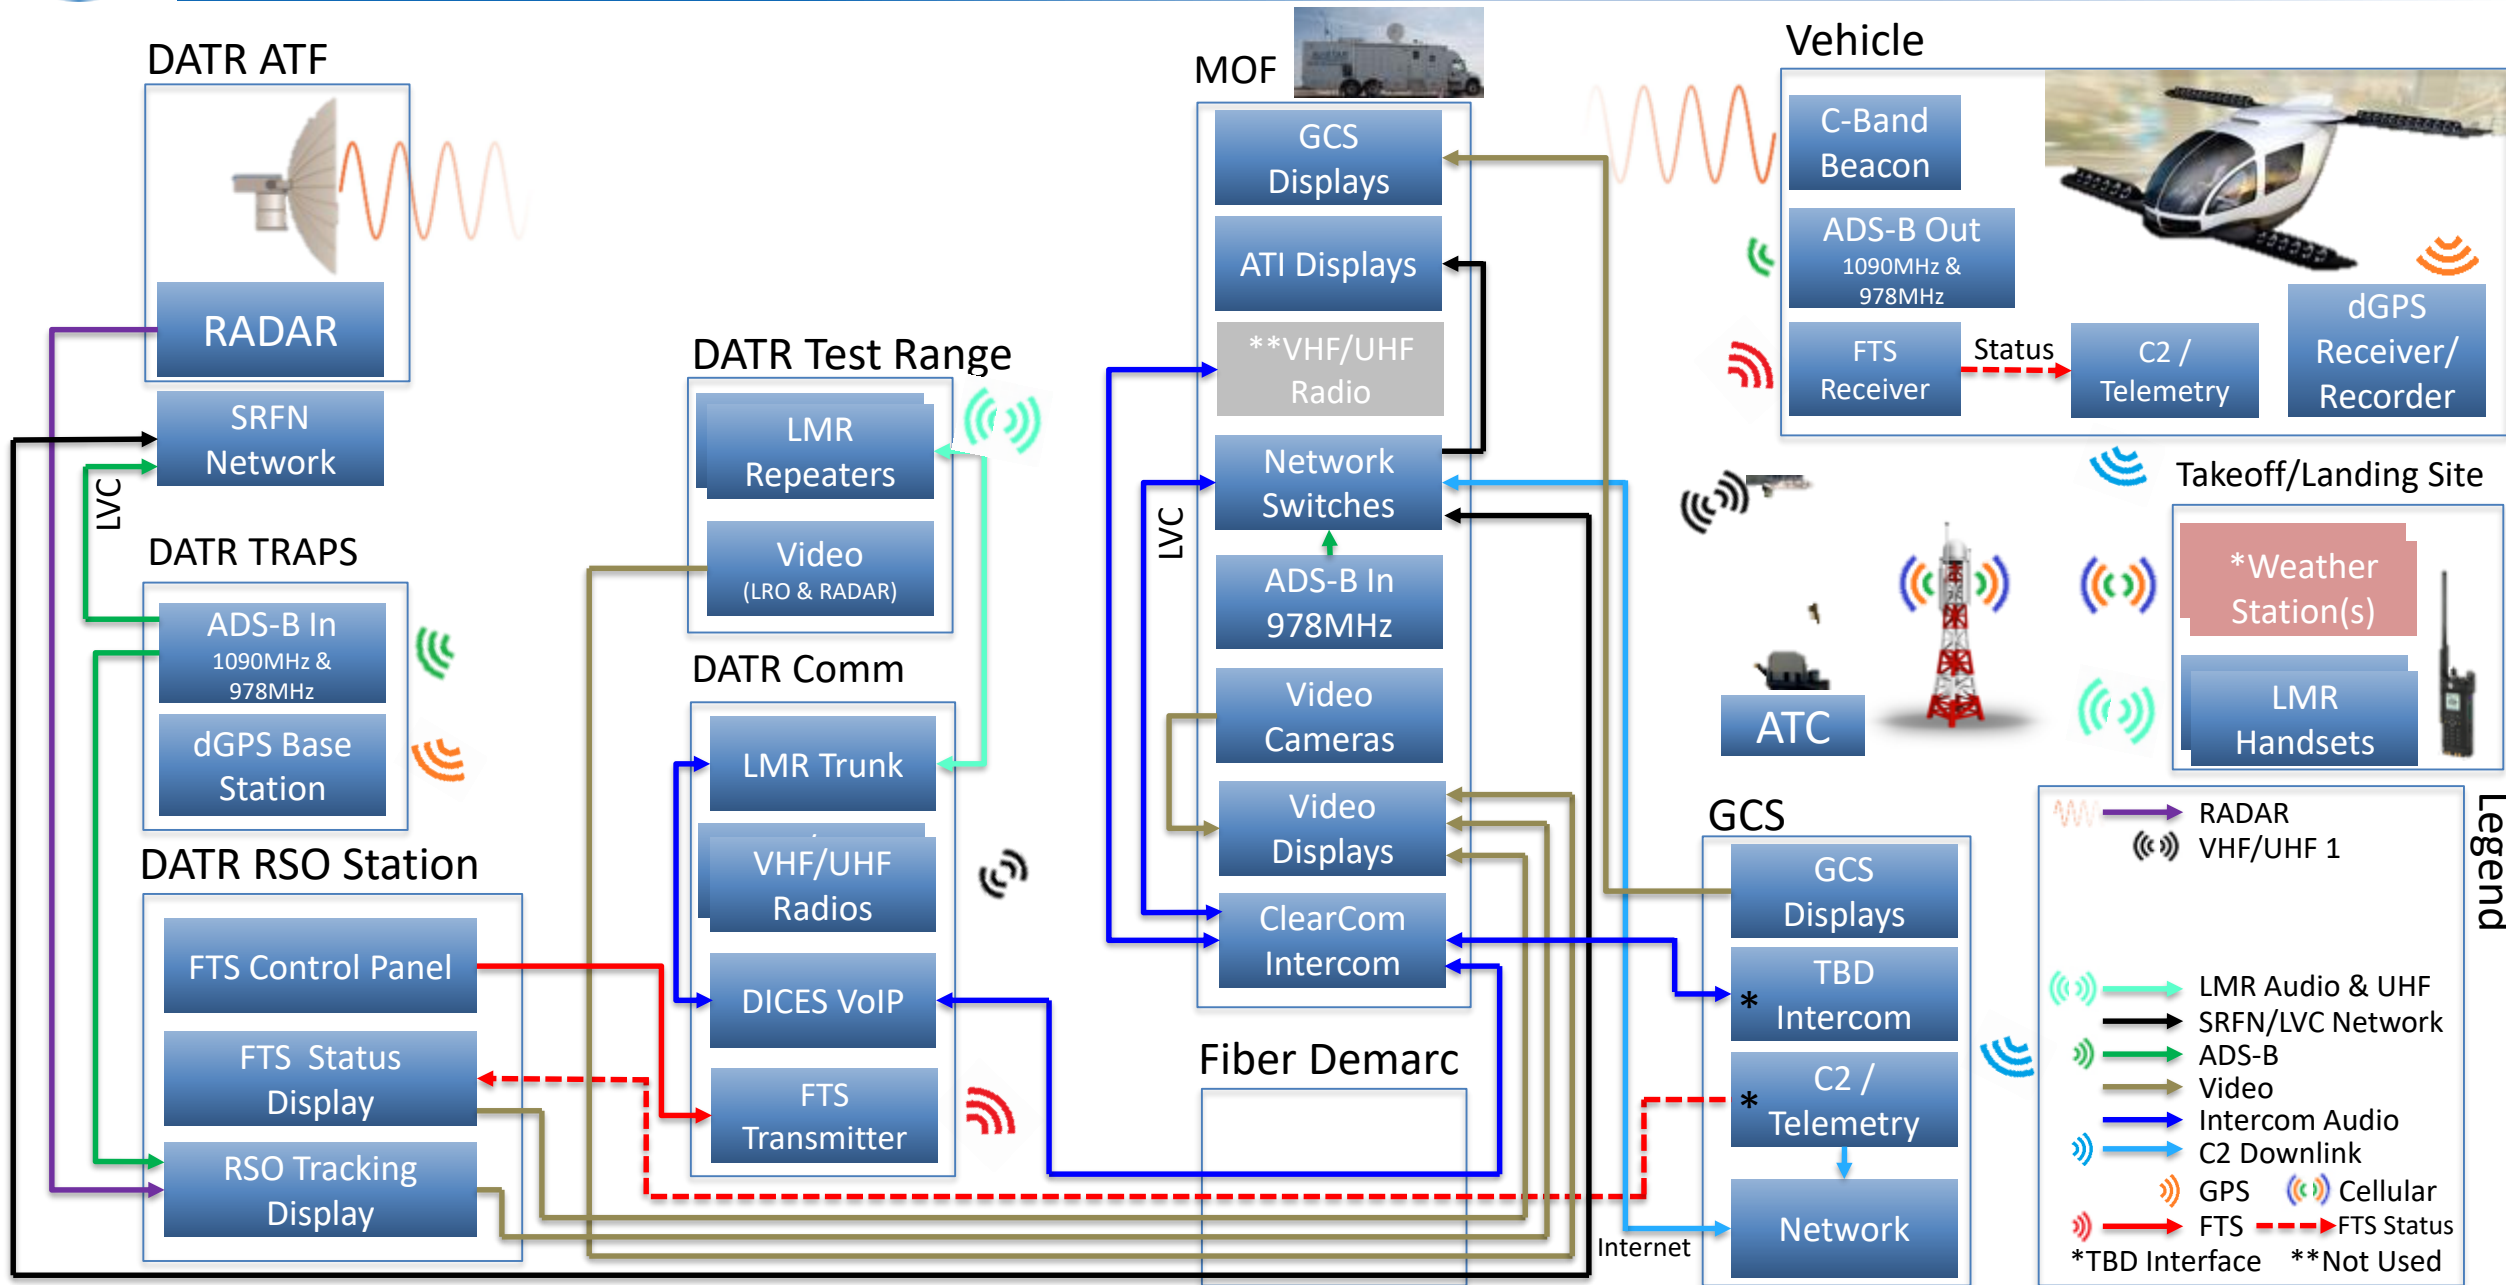 DATR ATF
RADAR
SRFN
Network
LVC
DATR TRAPS
ADS-B In
1090MHz &
978MHz
dGPS Base
Station
DATR RSO Station
FTS Control Panel
FTS Status
Display
RSO Tracking
Display
DATR Test Range
LMR
Repeaters
Video
(LRO & RADAR)
DATR Comm
LMR Trunk
VHF/UHF
Radios
DICES VoIP
FTS
Transmitter
MOF
GCS
Displays
ATI Displays
**VHF/UHF
Radio
Network
Switches
LVC
ADS-B In
978MHz
Video
Cameras
Video
Displays
ClearCom
Intercom
Fiber Demarc
Vehicle
C-Band
Beacon
ADS-B Out
1090MHz &
978MHz
FTS
Receiver
Status
C2 /
Telemetry
dGPS
Receiver/
Recorder
Takeoff/Landing Site
*Weather
Station(s)
LMR
Handsets
ATC
GCS
GCS
Displays
*
TBD
Intercom
*
C2 /
Telemetry
Network
Internet
Legend
RADAR
VHF/UHF 1
LMR Audio & UHF
SRFN/LVC Network
ADS-B
Video
Intercom Audio
C2 Downlink
GPS Cellular
FTS FTS Status
*TBD Interface **Not Used